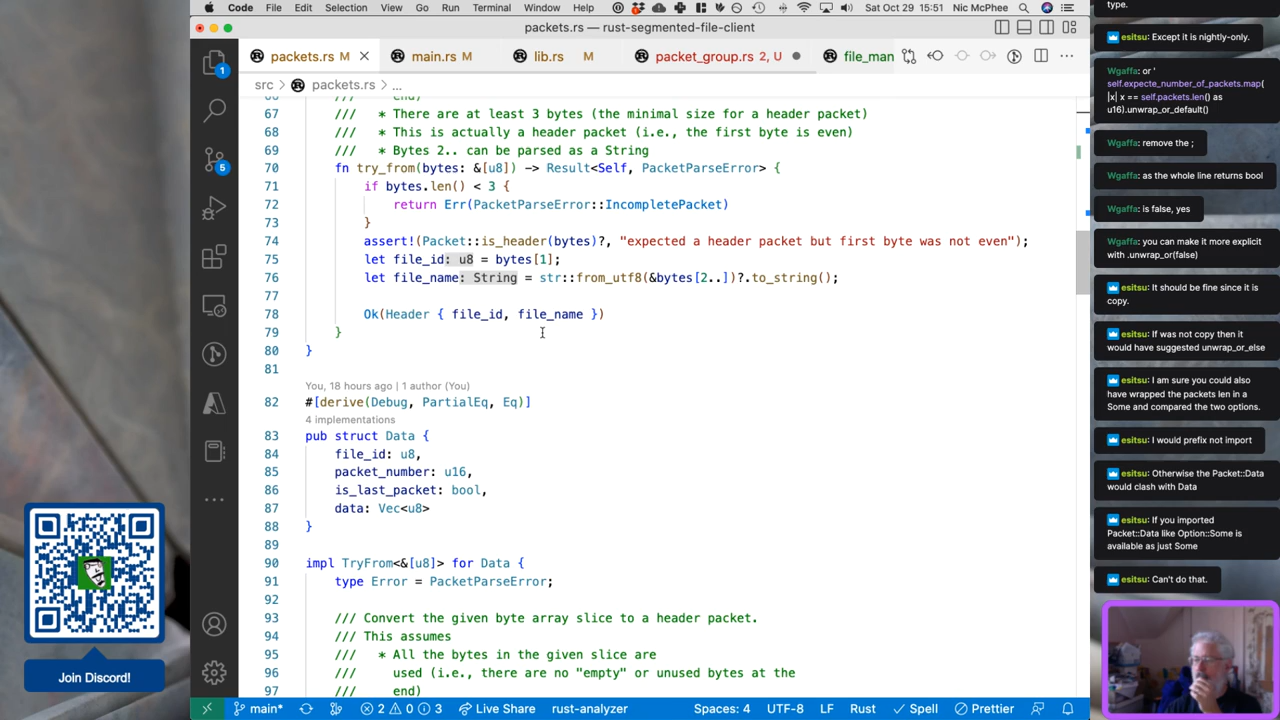 Code File Edit Selection View Go Run Terminal Window Help Sat Oct 29 15:51 Nic McPhee
packets.rs — rust-segmented-file-client
packets.rs M main.rs M lib.rs M packet_group.rs 2, U file_man
src > packets.rs > ...
66 /// end)
67 /// * There are at least 3 bytes (the minimal size for a header packet)
68 /// * This is actually a header packet (i.e., the first byte is even)
69 /// * Bytes 2.. can be parsed as a String
70 fn try_from(bytes: &[u8]) -> Result<Self, PacketParseError> {
71 if bytes.len() < 3 {
72 return Err(PacketParseError::IncompletePacket)
73 }
74 assert!(Packet::is_header(bytes)?, "expected a header packet but first byte was not even");
75 let file_id: u8 = bytes[1];
76 let file_name: String = str::from_utf8(&bytes[2..])?.to_string();
77
78 Ok(Header { file_id, file_name })
79 }
80 }
81
You, 18 hours ago | 1 author (You)
82 #[derive(Debug, PartialEq, Eq)]
4 implementations
83 pub struct Data {
84 file_id: u8,
85 packet_number: u16,
86 is_last_packet: bool,
87 data: Vec<u8>
88 }
89
90 impl TryFrom<&[u8]> for Data {
91 type Error = PacketParseError;
92
93 /// Convert the given byte array slice to a header packet.
94 /// This assumes
95 /// * All the bytes in the given slice are
96 /// used (i.e., there are no "empty" or unused bytes at the
97 /// end)
1
5
main* 2 0 3 Live Share rust-analyzer Spaces: 4 UTF-8 LF Rust Spell Prettier
Join Discord!
type.
esitsu: Except it is nightly-only.
Wgaffa: or '
self.expecte_number_of_packets.map(
|x| x == self.packets.len() as
u16).unwrap_or_default()
Wgaffa: remove the ;
Wgaffa: as the whole line returns bool
Wgaffa: is false, yes
Wgaffa: you can make it more explicit
with .unwrap_or(false)
esitsu: It should be fine since it is
copy.
esitsu: If was not copy then it
would have suggested unwrap_or_else
esitsu: I am sure you could also
have wrapped the packets len in a
Some and compared the two options.
esitsu: I would prefix not import
esitsu: Otherwise the Packet::Data
would clash with Data
esitsu: If you imported
Packet::Data like Option::Some is
available as just Some
esitsu: Can't do that.